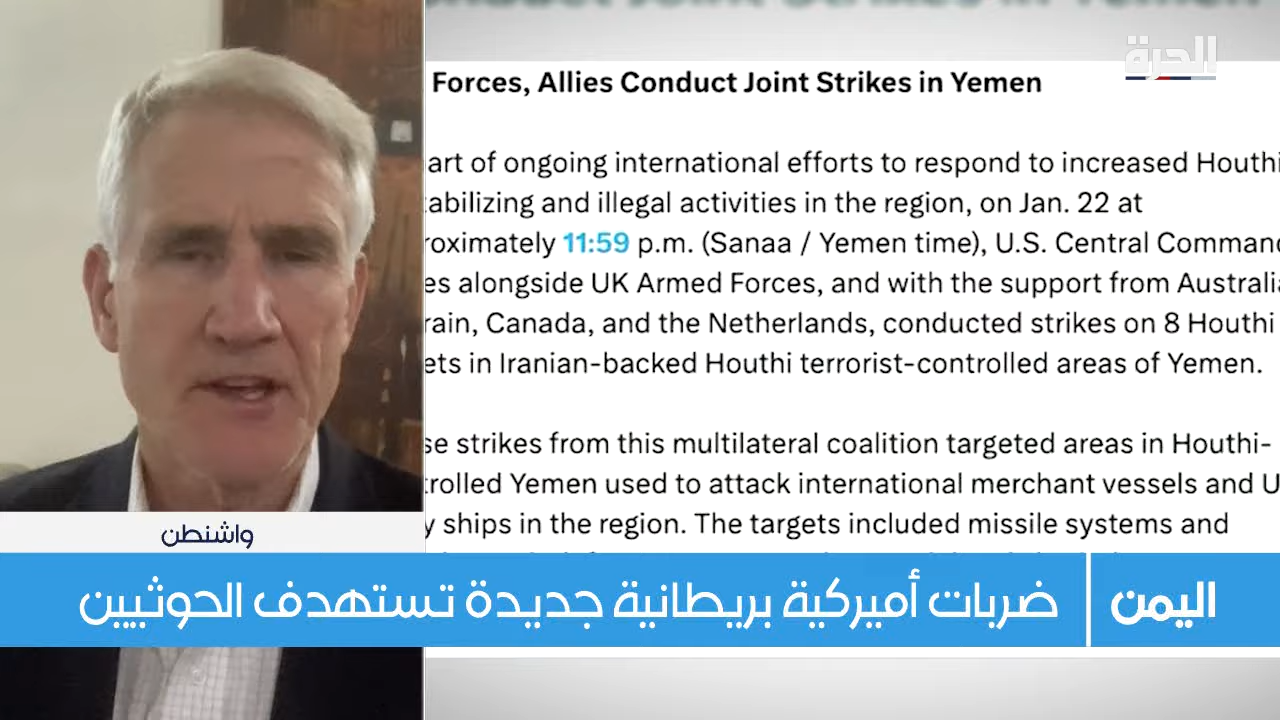 الحرة
Forces, Allies Conduct Joint Strikes in Yemen
art of ongoing international efforts to respond to increased Houthi
tabilizing and illegal activities in the region, on Jan. 22 at
roximately 11:59 p.m. (Sanaa / Yemen time), U.S. Central Command
es alongside UK Armed Forces, and with the support from Australia
rain, Canada, and the Netherlands, conducted strikes on 8 Houthi
ets in Iranian-backed Houthi terrorist-controlled areas of Yemen.
se strikes from this multilateral coalition targeted areas in Houthi-
trolled Yemen used to attack international merchant vessels and U
y ships in the region. The targets included missile systems and
واشنطن
اليمن
ضربات أميركية بريطانية جديدة تستهدف الحوثيين